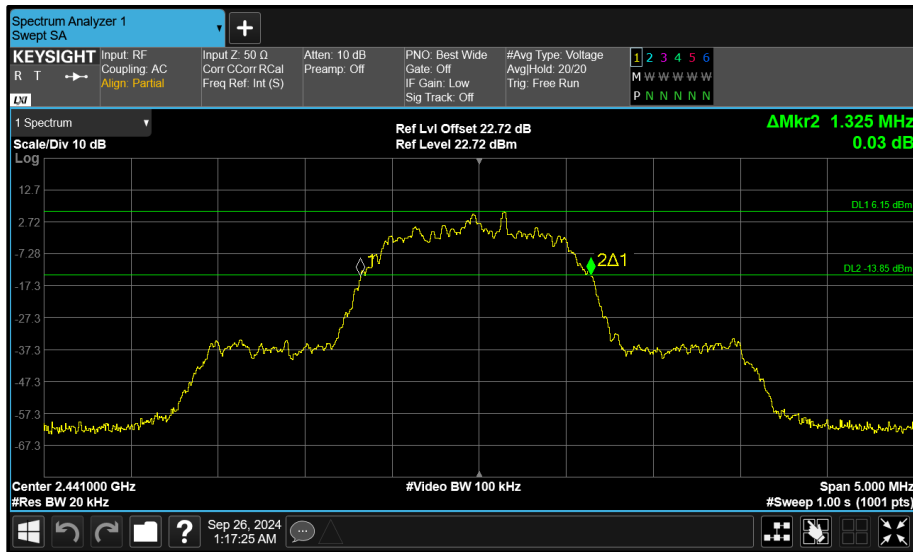 Spectrum Analyzer 1
Swept SA
+
KEYSIGHT
R T
LXI
Input: RF
Coupling: AC
Align: Partial
Input Z: 50 Ω
Corr CCorr RCal
Freq Ref: Int (S)
Atten: 10 dB
Preamp: Off
PNO: Best Wide
Gate: Off
IF Gain: Low
Sig Track: Off
#Avg Type: Voltage
Avg|Hold: 20/20
Trig: Free Run
1 2 3 4 5 6
M W W W W W
P N N N N N
1 Spectrum
Scale/Div 10 dB
Log
Ref Lvl Offset 22.72 dB
Ref Level 22.72 dBm
ΔMkr2 1.325 MHz
0.03 dB
12.7
DL1 6.15 dBm
2.72
-7.28
1
2Δ1
DL2 -13.85 dBm
-17.3
-27.3
-37.3
-47.3
-57.3
-67.3
Center 2.441000 GHz
#Video BW 100 kHz
Span 5.000 MHz
#Res BW 20 kHz
#Sweep 1.00 s (1001 pts)
?
Sep 26, 2024
1:17:25 AM